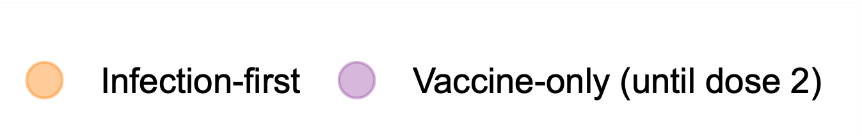 Infection-first Vaccine-only (until dose 2)